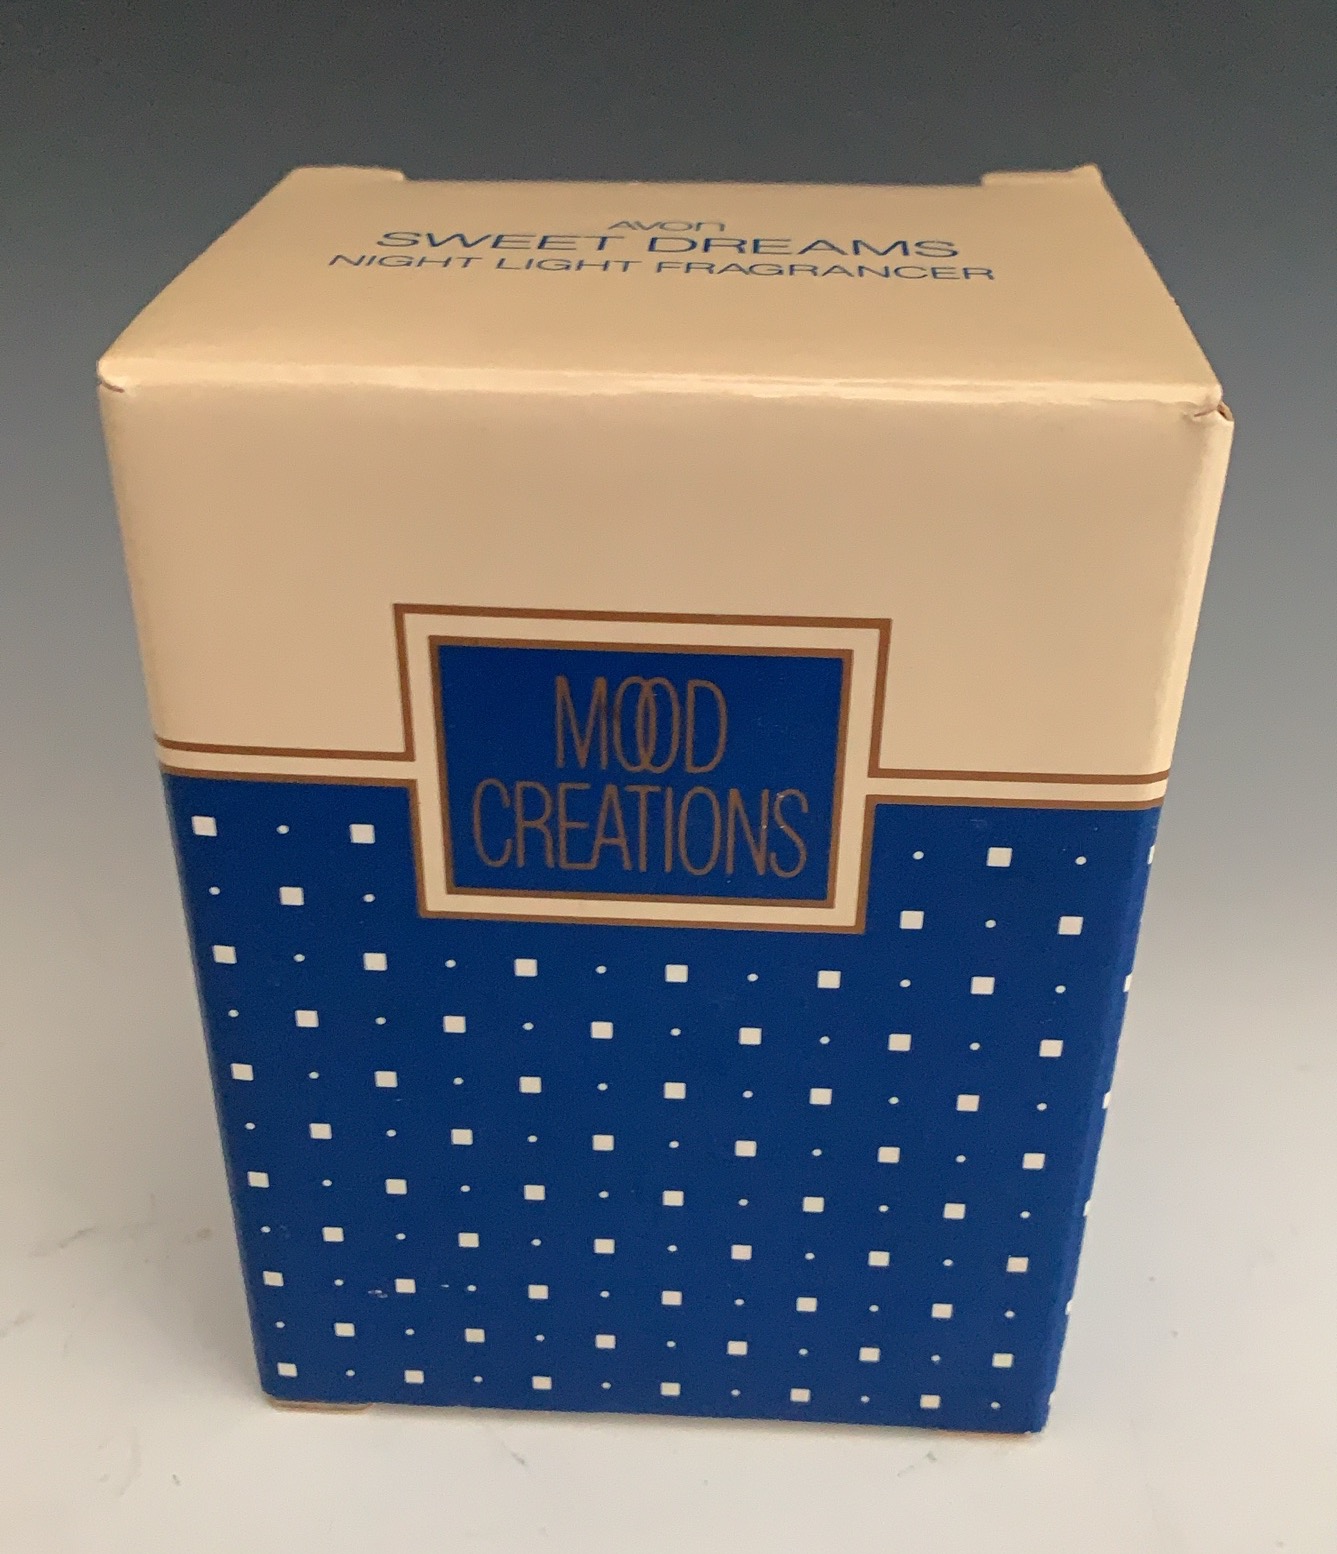 AVON
SWEET DREAMS
NIGHT LIGHT FRAGRANCER
MOOD
CREATIONS